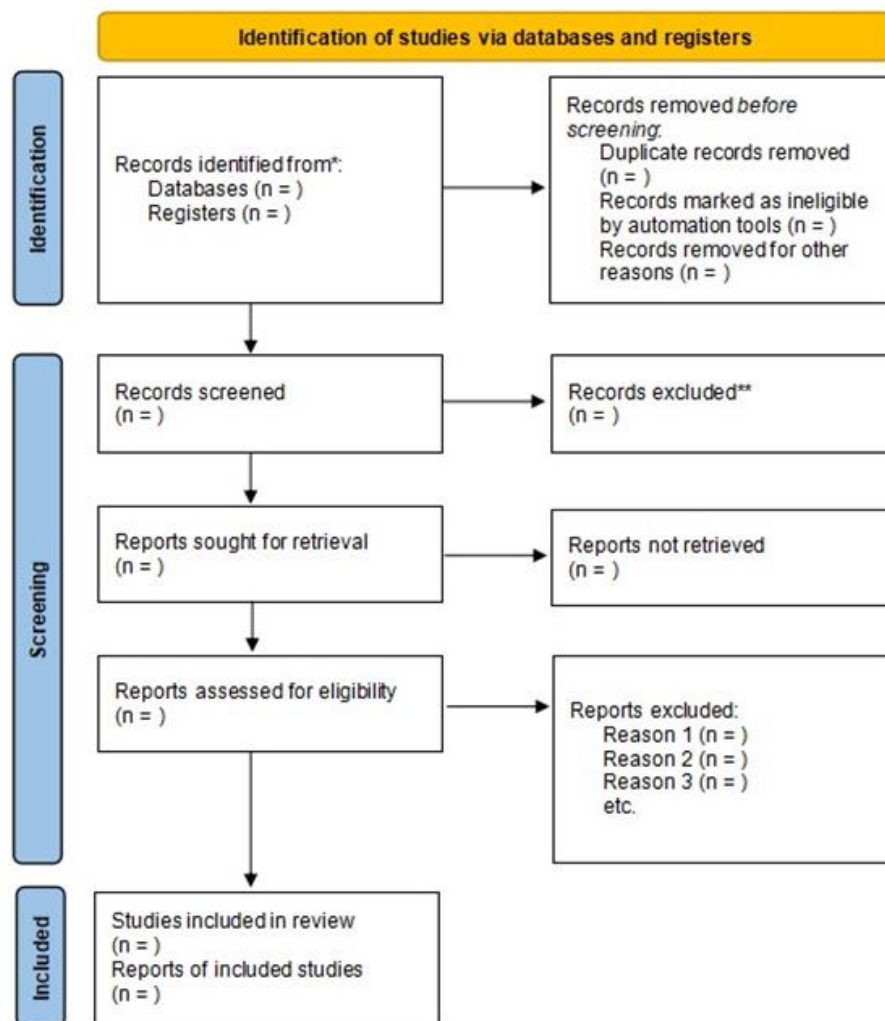 Identification of studies via databases and registers
Identification
Records identified from*:
Databases (n = )
Registers (n = )
Records removed before
screening:
Duplicate records removed
(n = )
Records marked as ineligible
by automation tools (n = )
Records removed for other
reasons (n = )
Screening
Records screened
(n = )
Records excluded**
(n = )
Reports sought for retrieval
(n = )
Reports not retrieved
(n = )
Reports assessed for eligibility
(n = )
Reports excluded:
Reason 1 (n = )
Reason 2 (n = )
Reason 3 (n = )
etc.
Included
Studies included in review
(n = )
Reports of included studies
(n = )